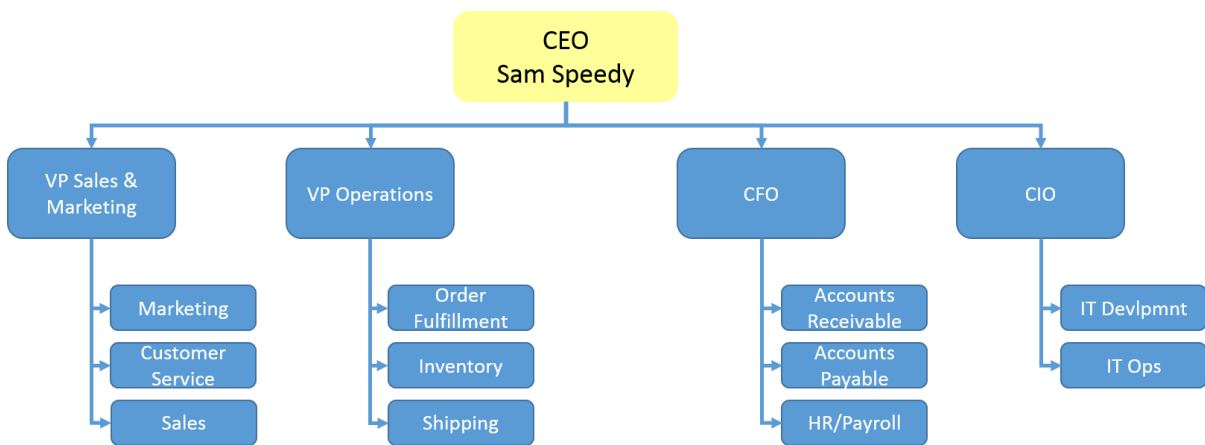 CEO
Sam Speedy
VP Sales &
Marketing
VP Operations
CFO
CIO
Marketing
Customer
Service
Sales
Order
Fulfillment
Inventory
Shipping
Accounts
Receivable
Accounts
Payable
HR/Payroll
IT Devlpmnt
IT Ops